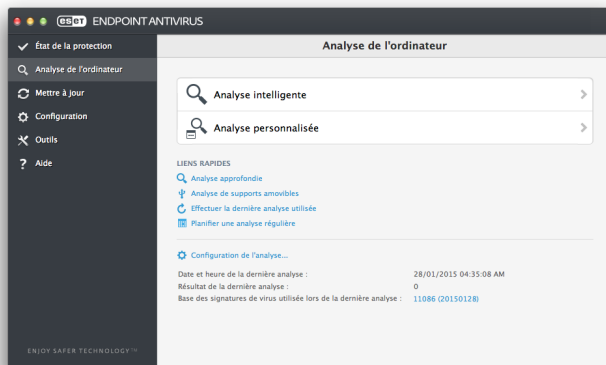 eset ENDPOINT ANTIVIRUS
État de la protection
Analyse de l'ordinateur
Mettre à jour
Configuration
Outils
? Aide
ENJOY SAFER TECHNOLOGY™
Analyse de l'ordinateur
Analyse intelligente
Analyse personnalisée
LIENS RAPIDES
Analyse approfondie
Analyse de supports amovibles
Effectuer la dernière analyse utilisée
Planifier une analyse régulière
Configuration de l'analyse...
Date et heure de la dernière analyse : 28/01/2015 04:35:08 AM
Résultat de la dernière analyse : 0
Base des signatures de virus utilisée lors de la dernière analyse : 11086 (20150128)